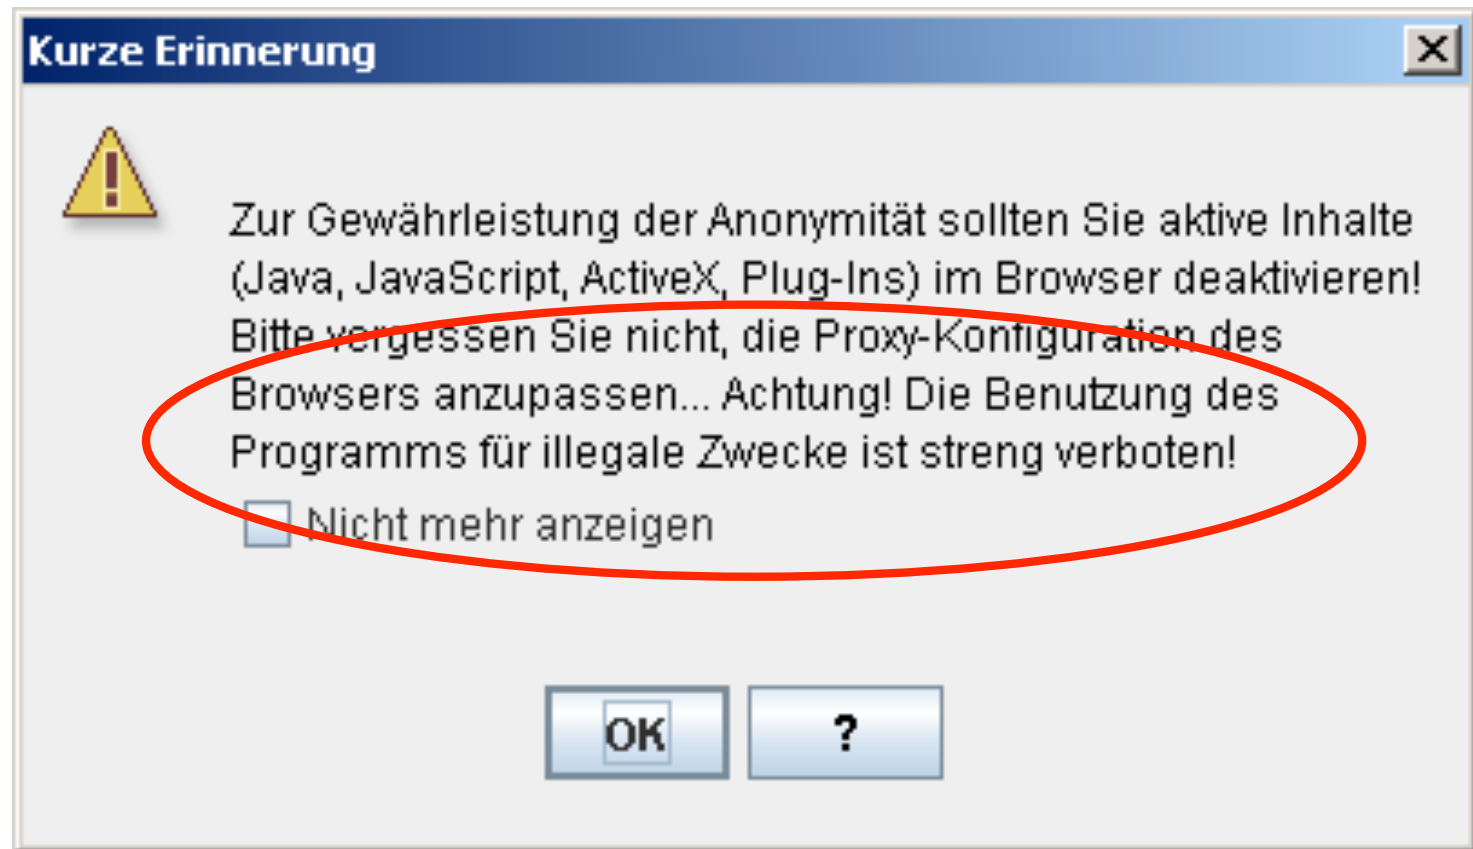 Kurze Erinnerung
Zur Gewährleistung der Anonymität sollten Sie aktive Inhalte
(Java, JavaScript, ActiveX, Plug-Ins) im Browser deaktivieren!
Bitte vergessen Sie nicht, die Proxy-Konfiguration des
Browsers anzupassen... Achtung! Die Benutzung des
Programms für illegale Zwecke ist streng verboten!
Nicht mehr anzeigen
OK ?